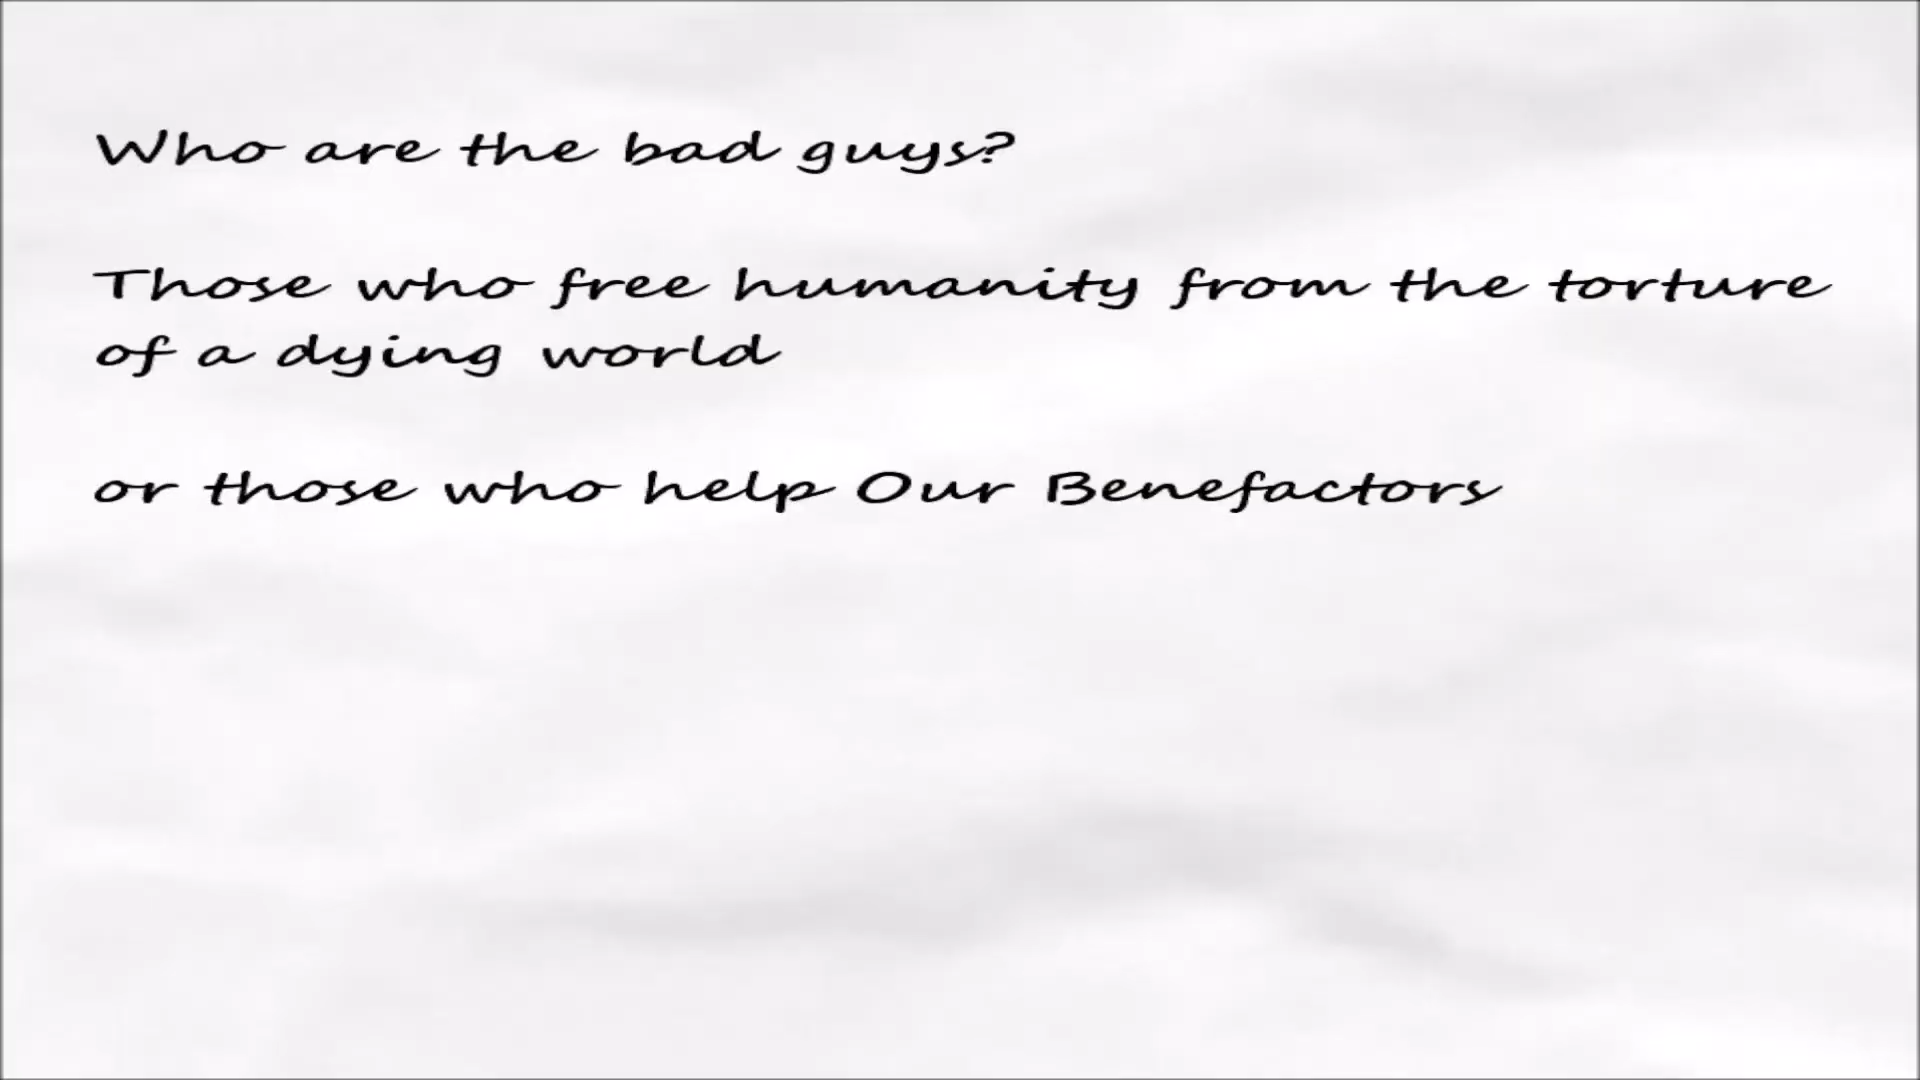 Who are the bad guys?
Those who free humanity from the torture
of a dying world
or those who help Our Benefactors